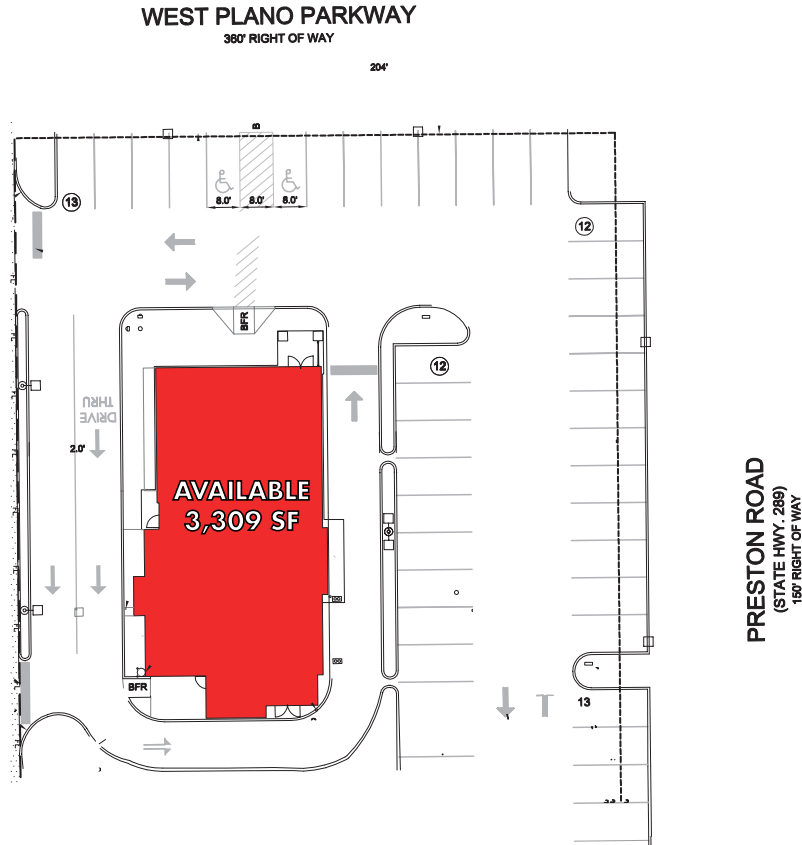 WEST PLANO PARKWAY
360' RIGHT OF WAY
204'
8.0' 8.0' 8.0'
13
12
BFR
12
DRIVE
THRU
2.0'
AVAILABLE
3,309 SF
PRESTON ROAD
(STATE HWY. 289)
150' RIGHT OF WAY
BFR
13